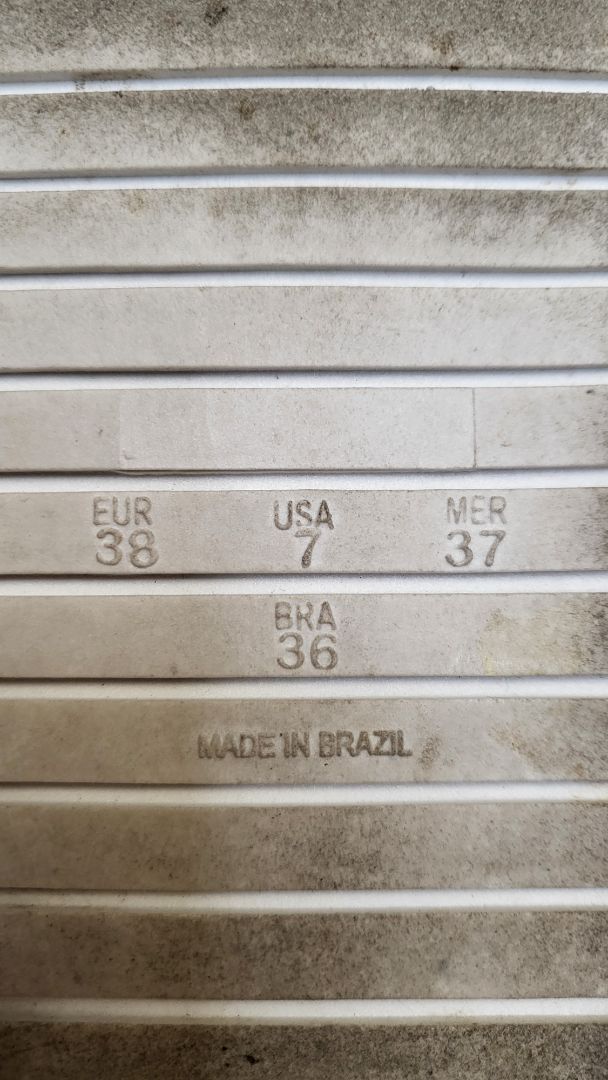 EUR USA MER
38 7 37
BRA
36
MADE IN BRAZIL